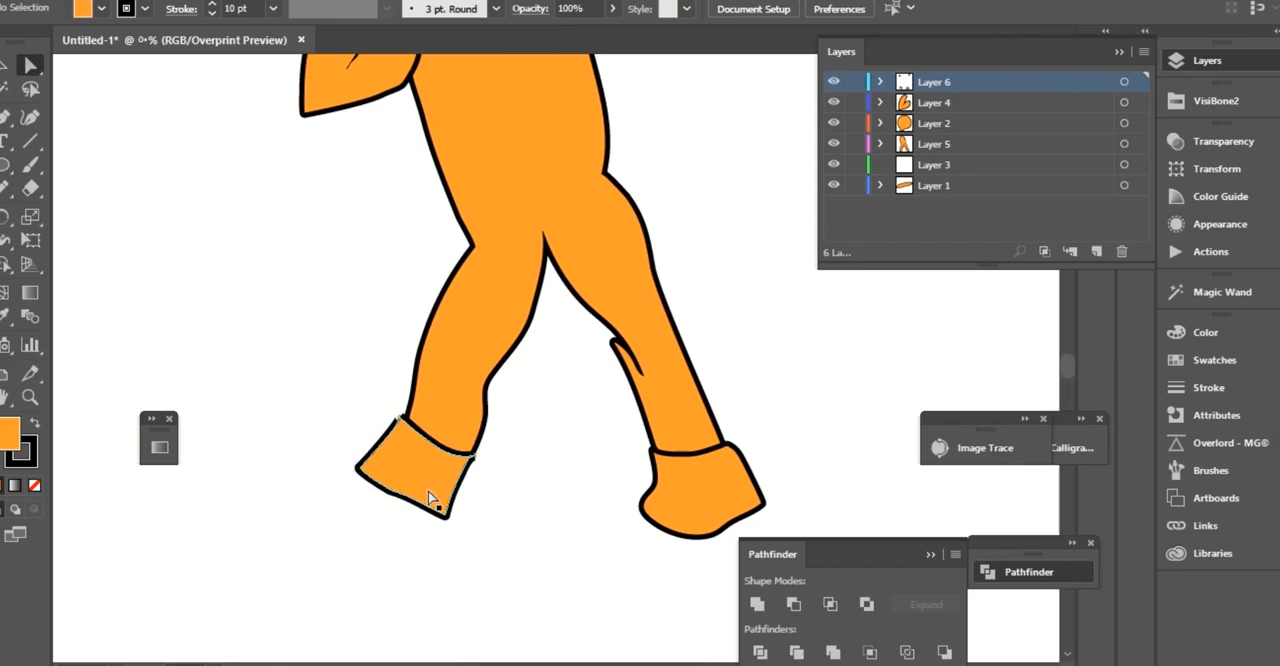 No Selection
Stroke:
10 pt
3 pt. Round
Opacity:
100%
Style:
Document Setup
Preferences
Untitled-1* @
(RGB/Overprint Preview)
Layers
Layer 6
Layer 4
Layer 2
Layer 5
Layer 3
Layer 1
6 La...
Layers
VisiBone2
Transparency
Transform
Color Guide
Appearance
Actions
Magic Wand
Color
Swatches
Stroke
Attributes
Overlord - MG®
Brushes
Artboards
Links
Libraries
Image Trace
Calligra...
Pathfinder
Shape Modes:
Expand
Pathfinders:
Pathfinder